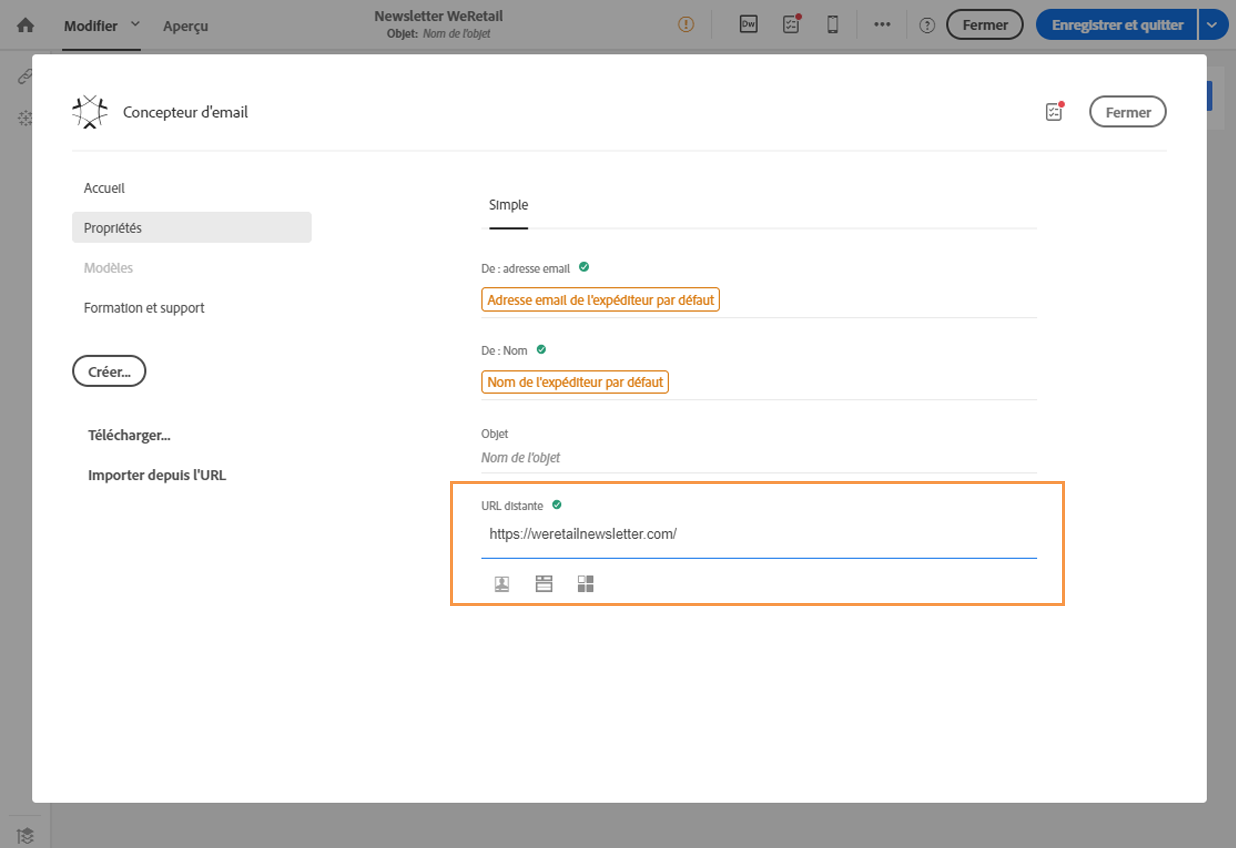 Modifier
Aperçu
Newsletter WeRetail
Objet: Nom de l'objet
Dw
?
Fermer
Enregistrer et quitter
Concepteur d'email
Fermer
Accueil
Propriétés
Modèles
Formation et support
Créer...
Télécharger...
Importer depuis l'URL
Simple
De : adresse email
Adresse email de l'expéditeur par défaut
De : Nom
Nom de l'expéditeur par défaut
Objet
Nom de l'objet
URL distante
https://weretailnewsletter.com/